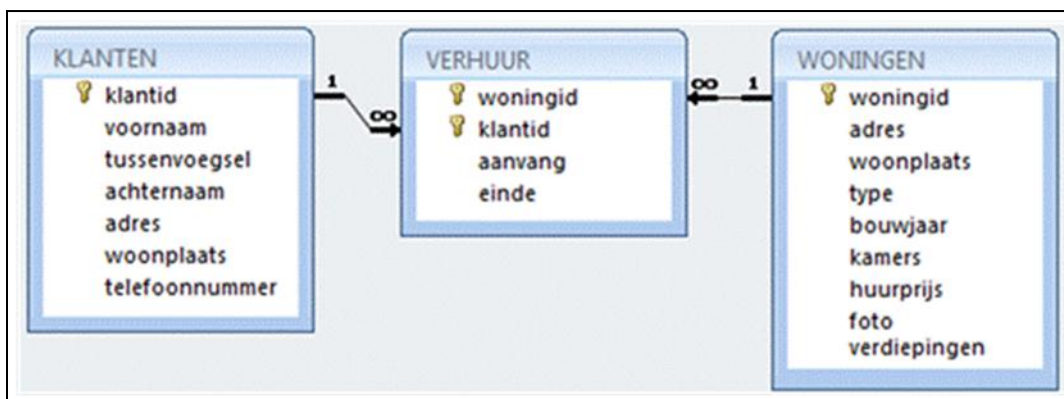 KLANTEN
klantid
voornaam
tussenvoegsel
achternaam
adres
woonplaats
telefoonnummer
1
∞
VERHUUR
woningid
klantid
aanvang
einde
∞
1
WONINGEN
woningid
adres
woonplaats
type
bouwjaar
kamers
huurprijs
foto
verdiepingen